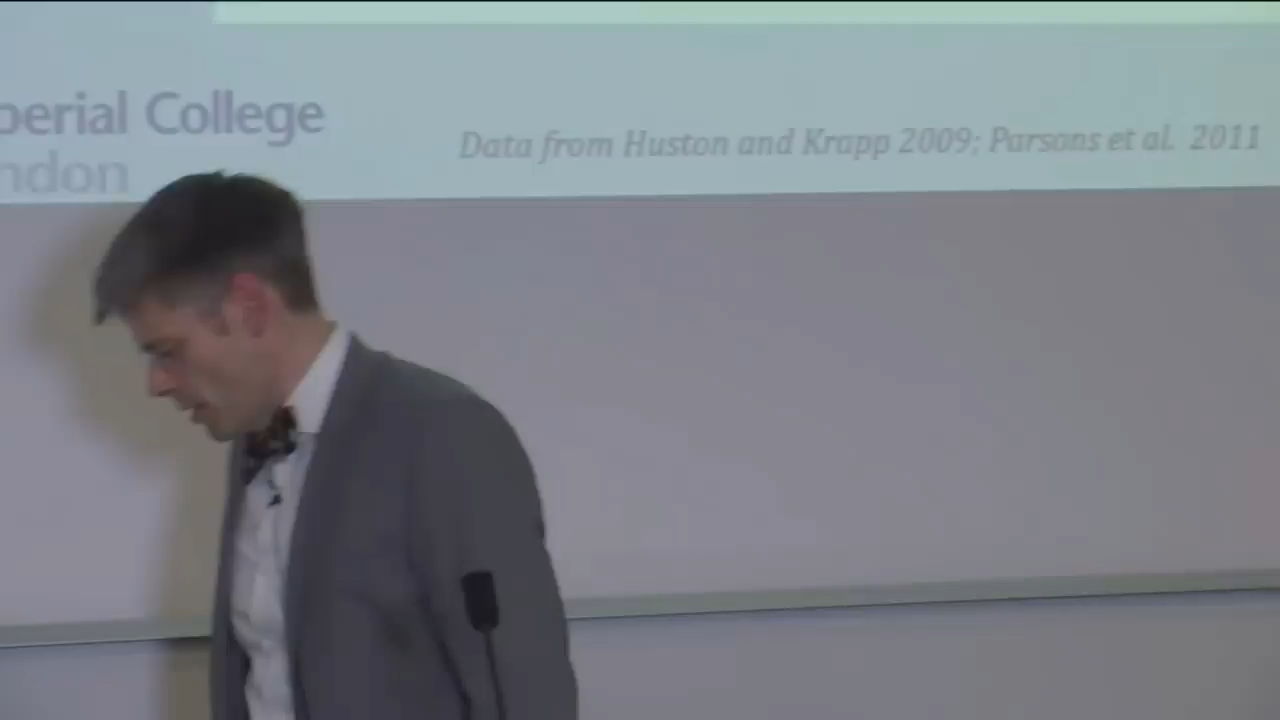 perial College
ndon
Data from Huston and Krapp 2009; Parsons et al. 2011